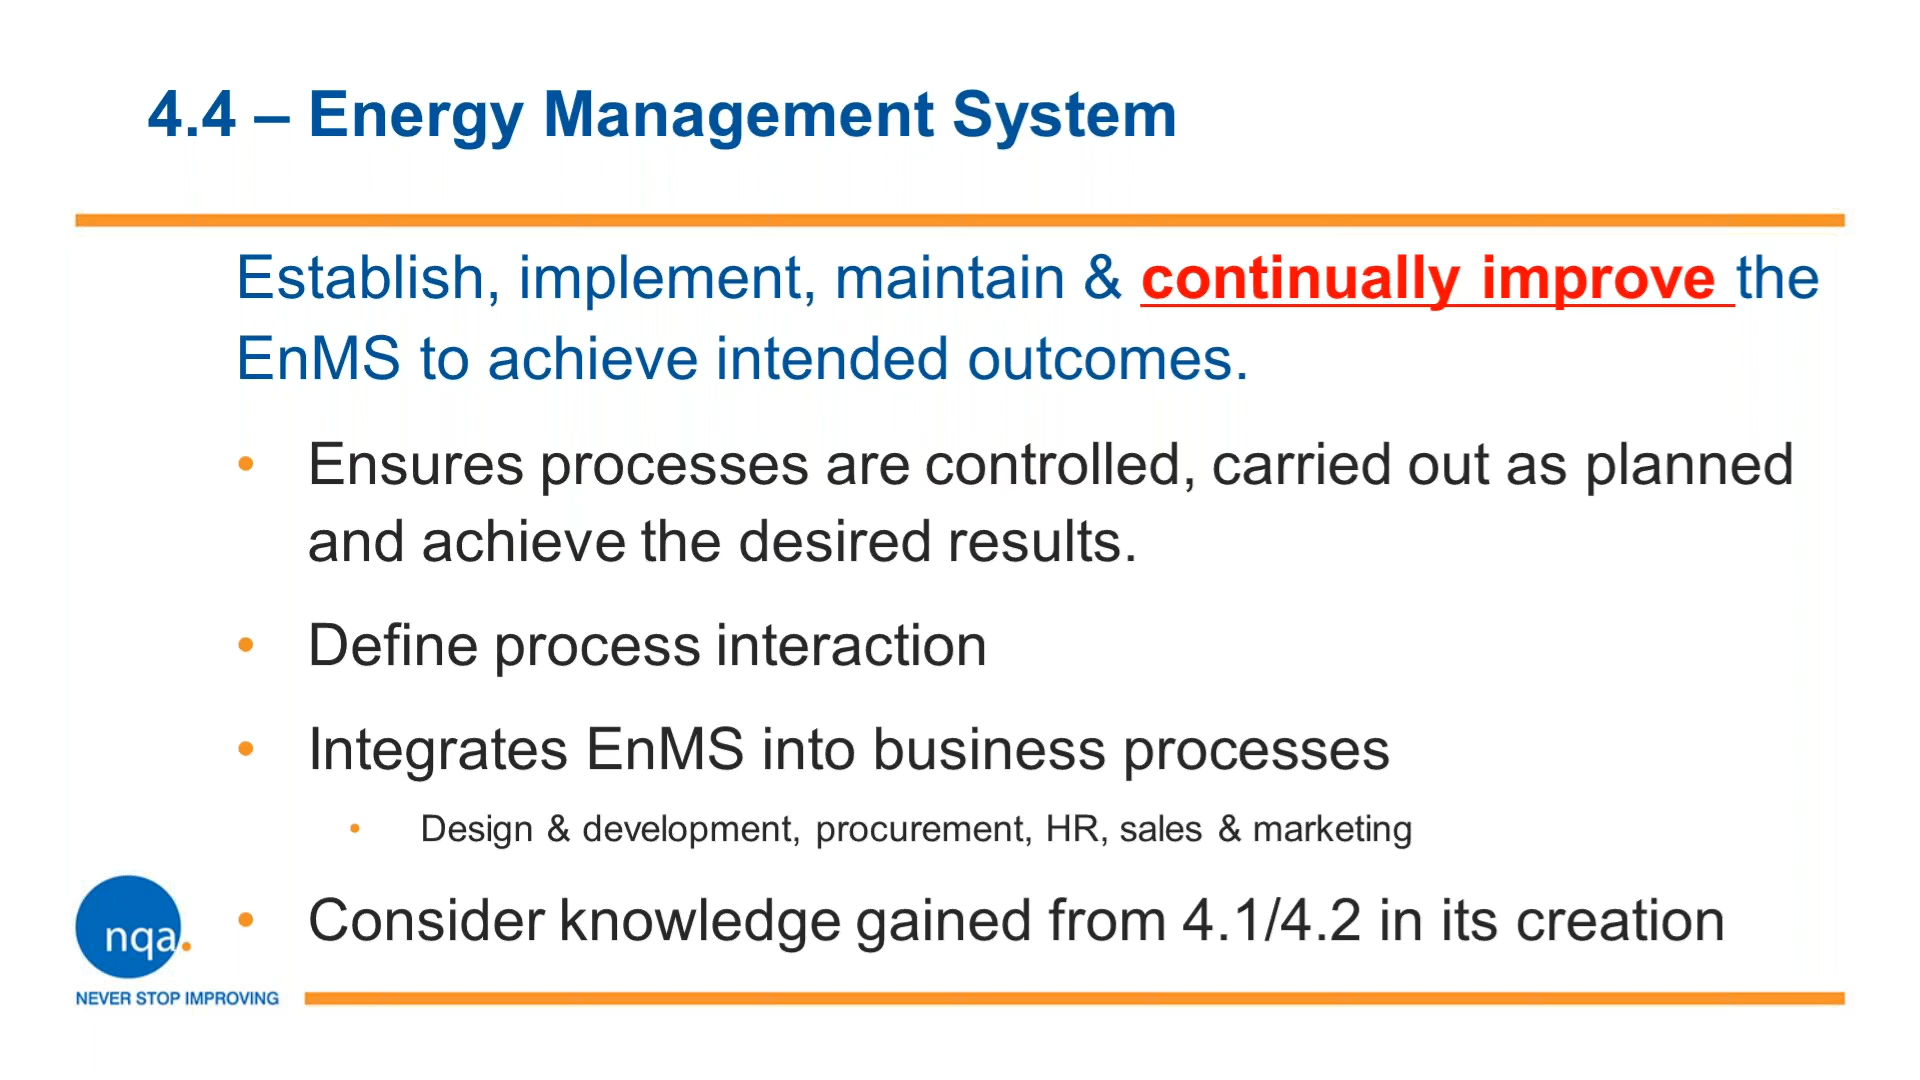 4.4 – Energy Management System
Establish, implement, maintain & continually improve the
EnMS to achieve intended outcomes.
• Ensures processes are controlled, carried out as planned
and achieve the desired results.
• Define process interaction
• Integrates EnMS into business processes
• Design & development, procurement, HR, sales & marketing
• Consider knowledge gained from 4.1/4.2 in its creation
nqa.
NEVER STOP IMPROVING